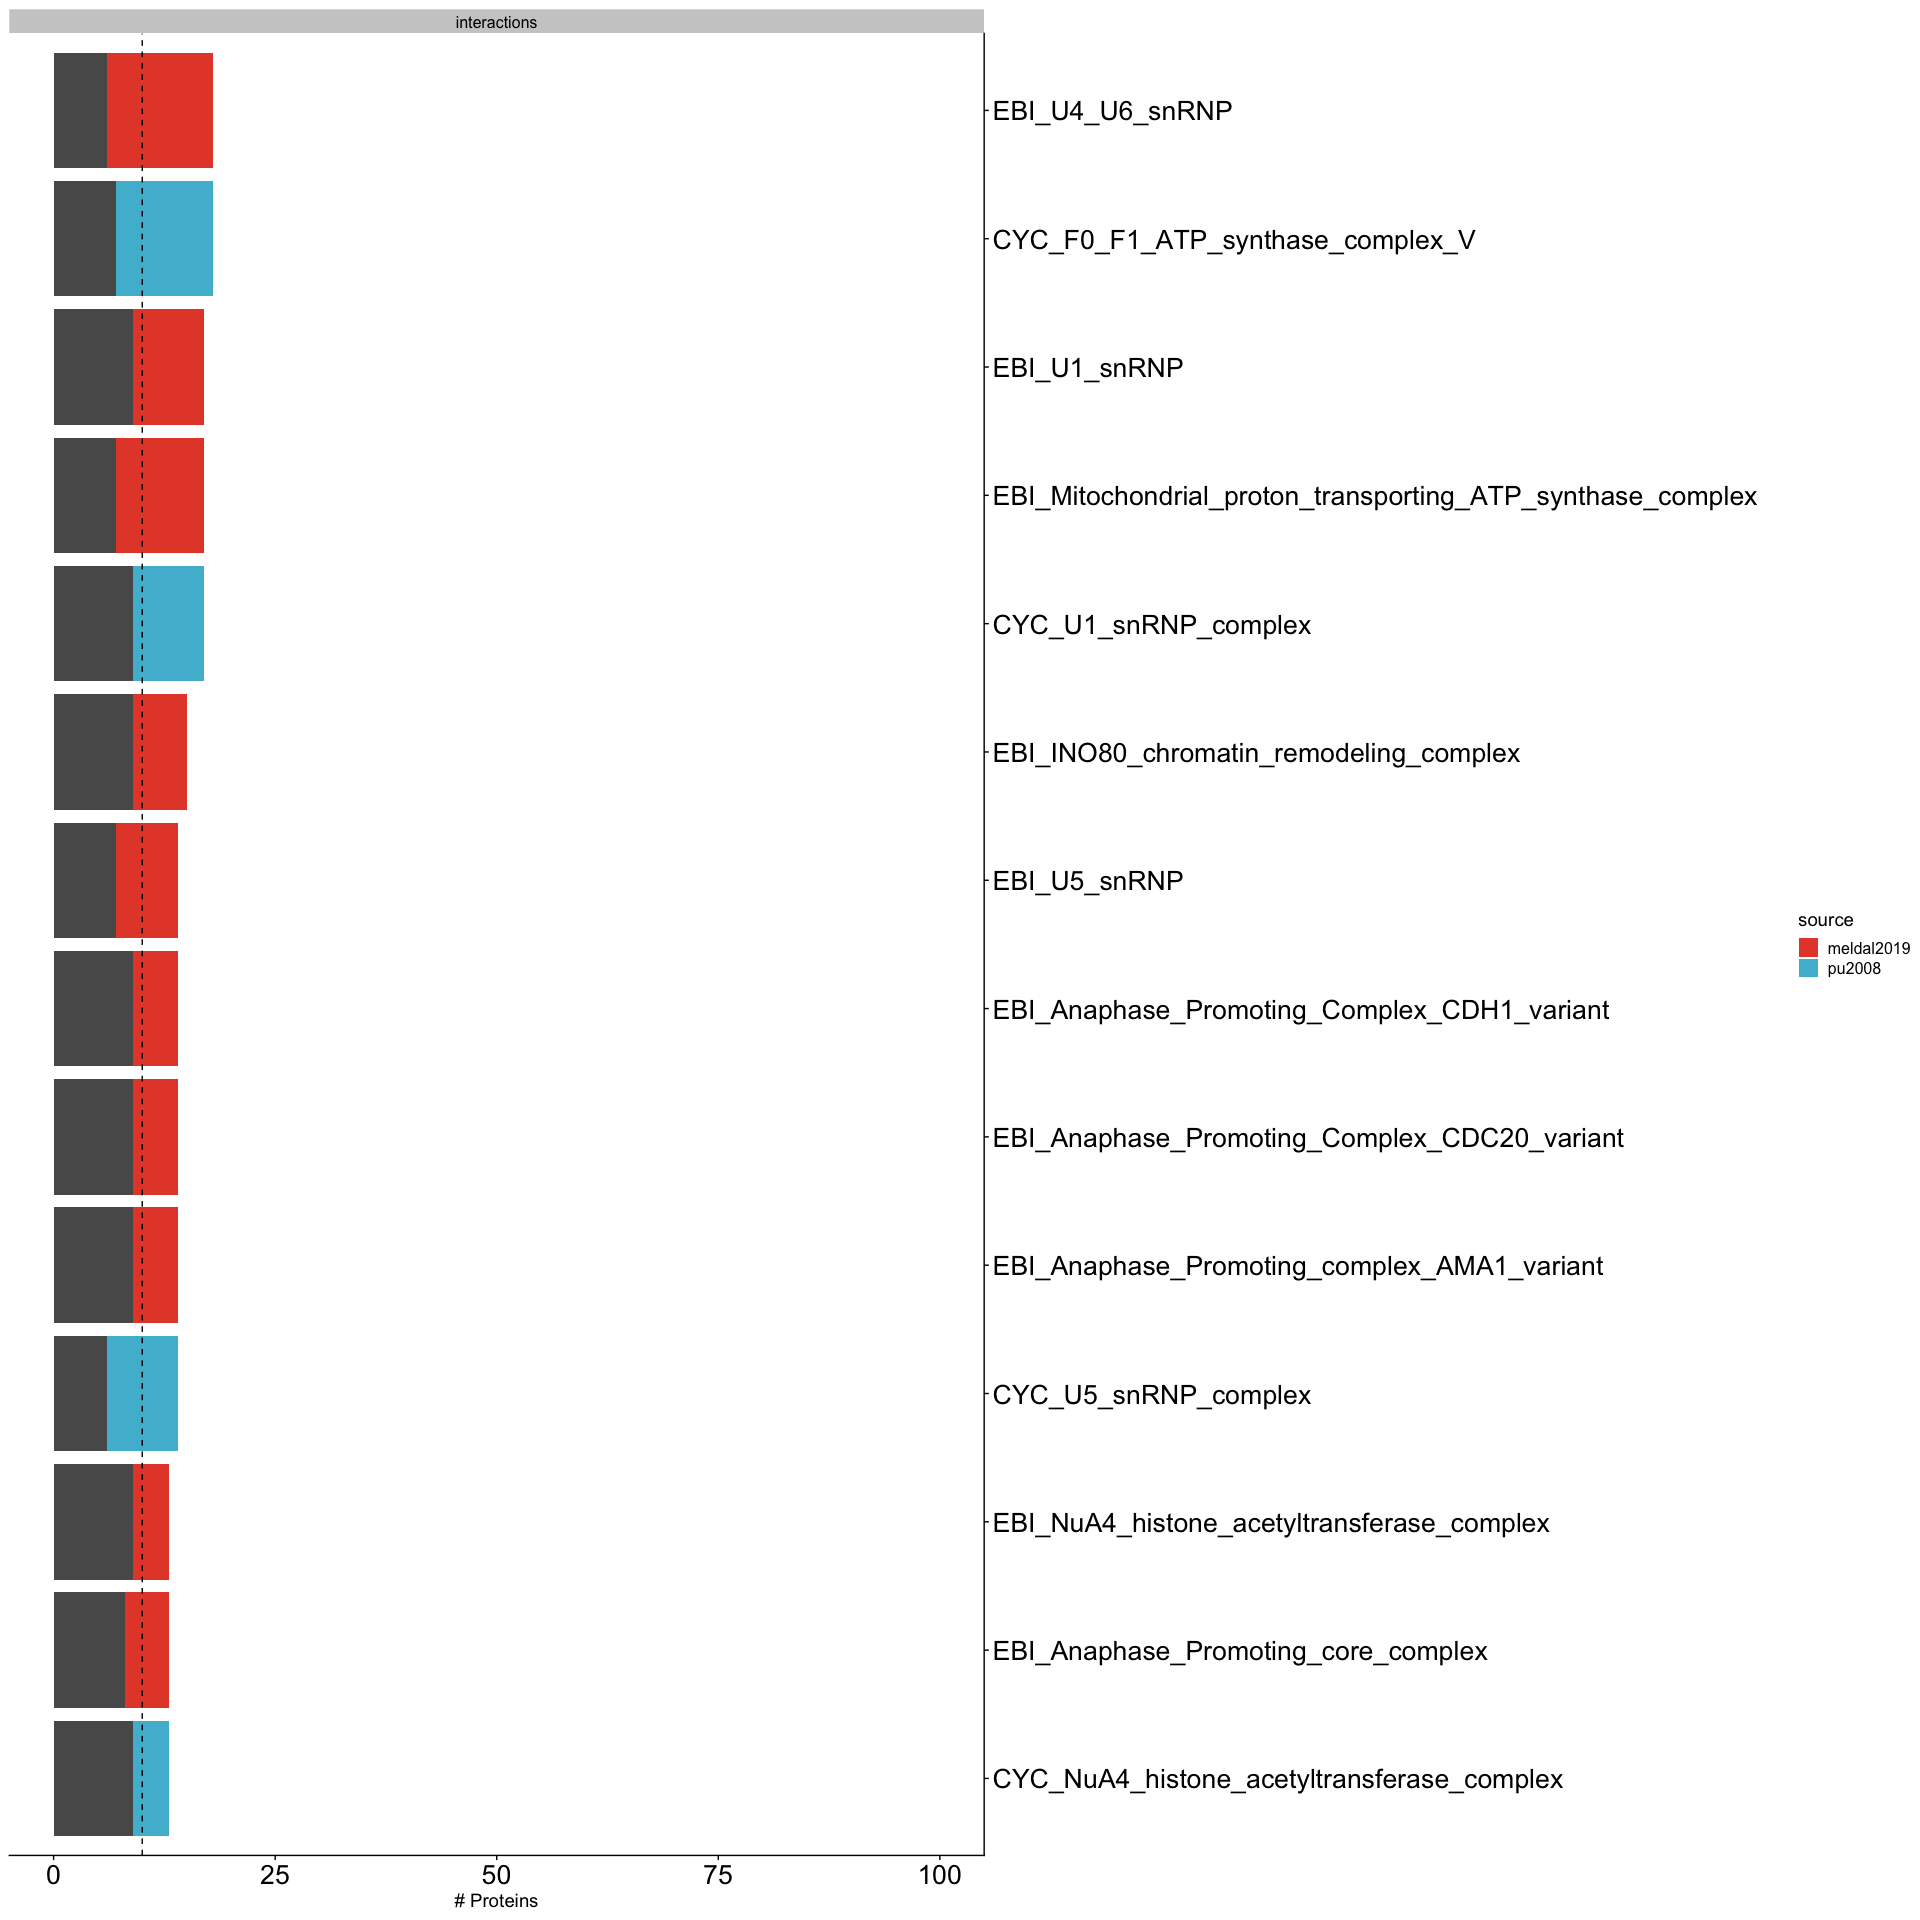 interactions
EBI_U4_U6_snRNP
CYC_F0_F1_ATP_synthase_complex_V
EBI_U1_snRNP
EBI_Mitochondrial_proton_transporting_ATP_synthase_complex
CYC_U1_snRNP_complex
EBI_INO80_chromatin_remodeling_complex
EBI_U5_snRNP
EBI_Anaphase_Promoting_Complex_CDH1_variant
EBI_Anaphase_Promoting_Complex_CDC20_variant
EBI_Anaphase_Promoting_complex_AMA1_variant
CYC_U5_snRNP_complex
EBI_NuA4_histone_acetyltransferase_complex
EBI_Anaphase_Promoting_core_complex
CYC_NuA4_histone_acetyltransferase_complex
0 25 50 75 100
# Proteins
source
meldal2019
pu2008